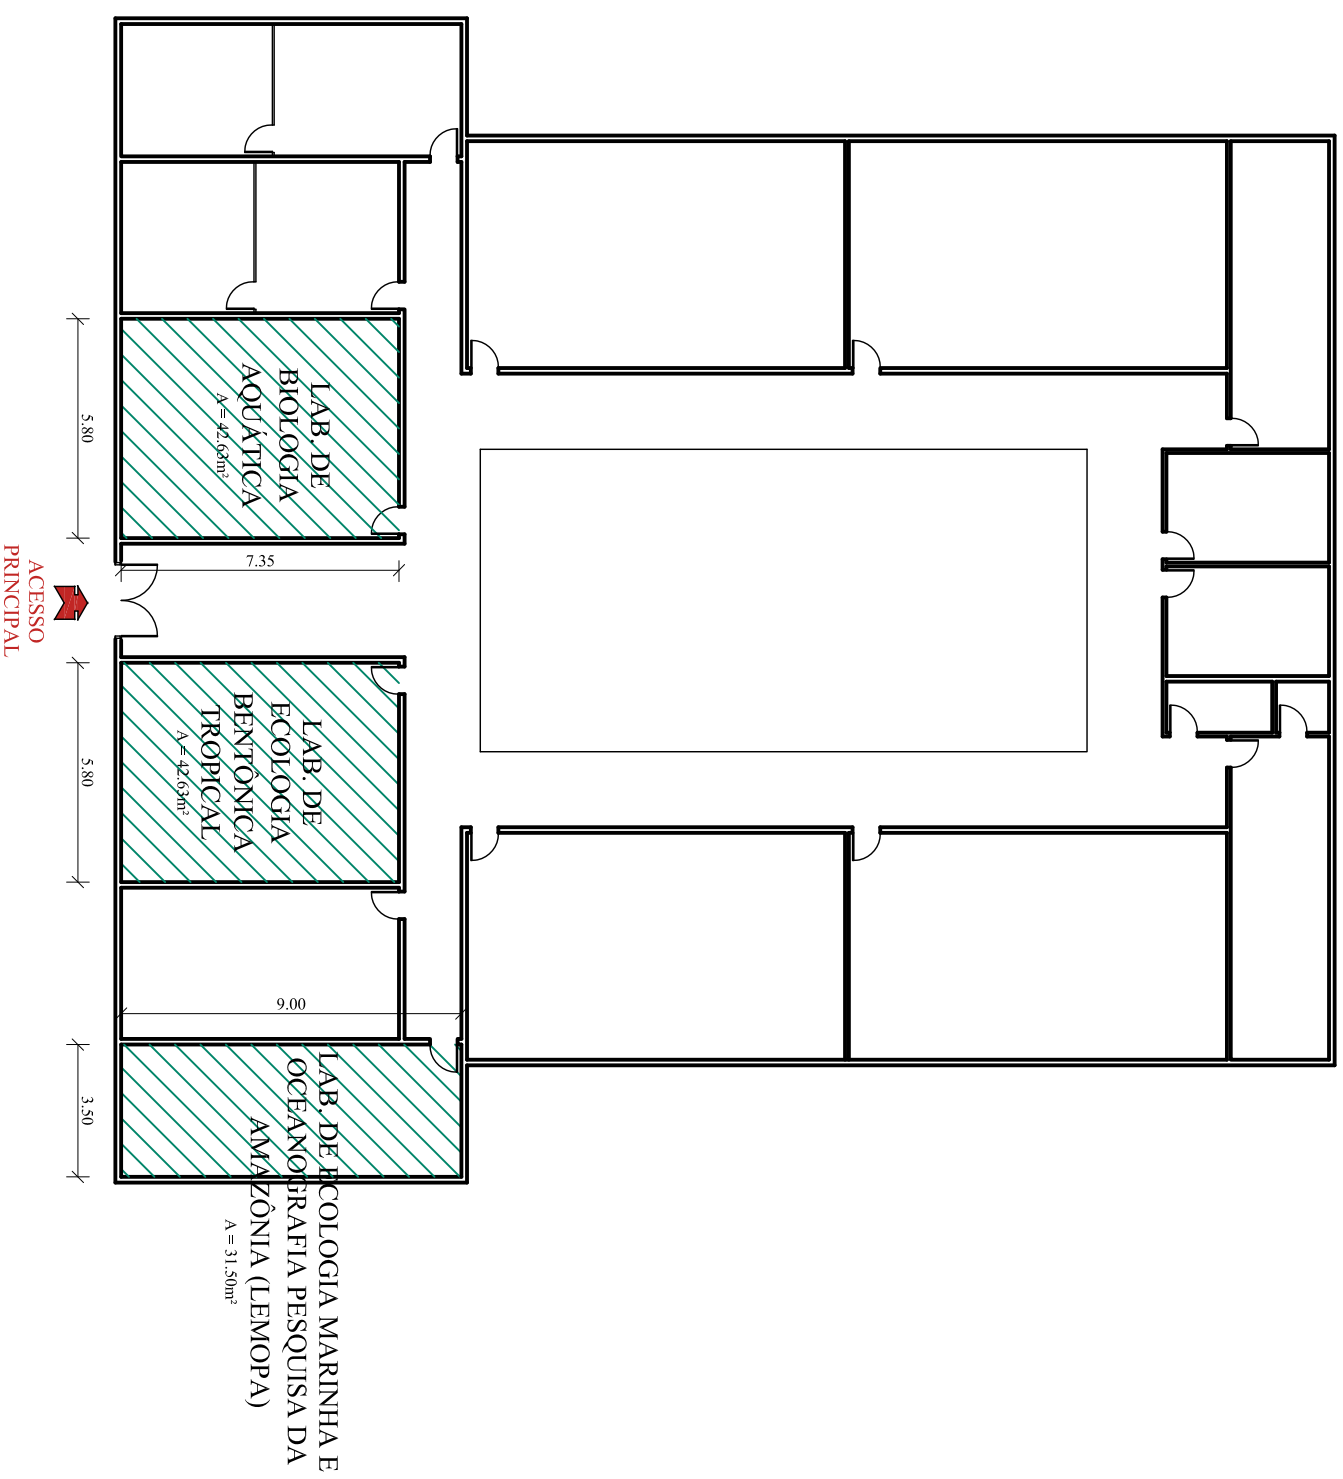 LAB. DE
BIOLOGIA
AQUÁTICA
A = 42.63m²
5.80
7.35
ACESSO
PRINCIPAL
LAB. DE
ECOLOGIA
BENTÔNICA
TROPICAL
A = 42.63m²
5.80
9.00
LAB. DE ECOLOGIA MARINHA E
OCEANOGRAFIA PESQUISA DA
AMAZÔNIA (LEMOPA)
A = 31.50m²
3.50